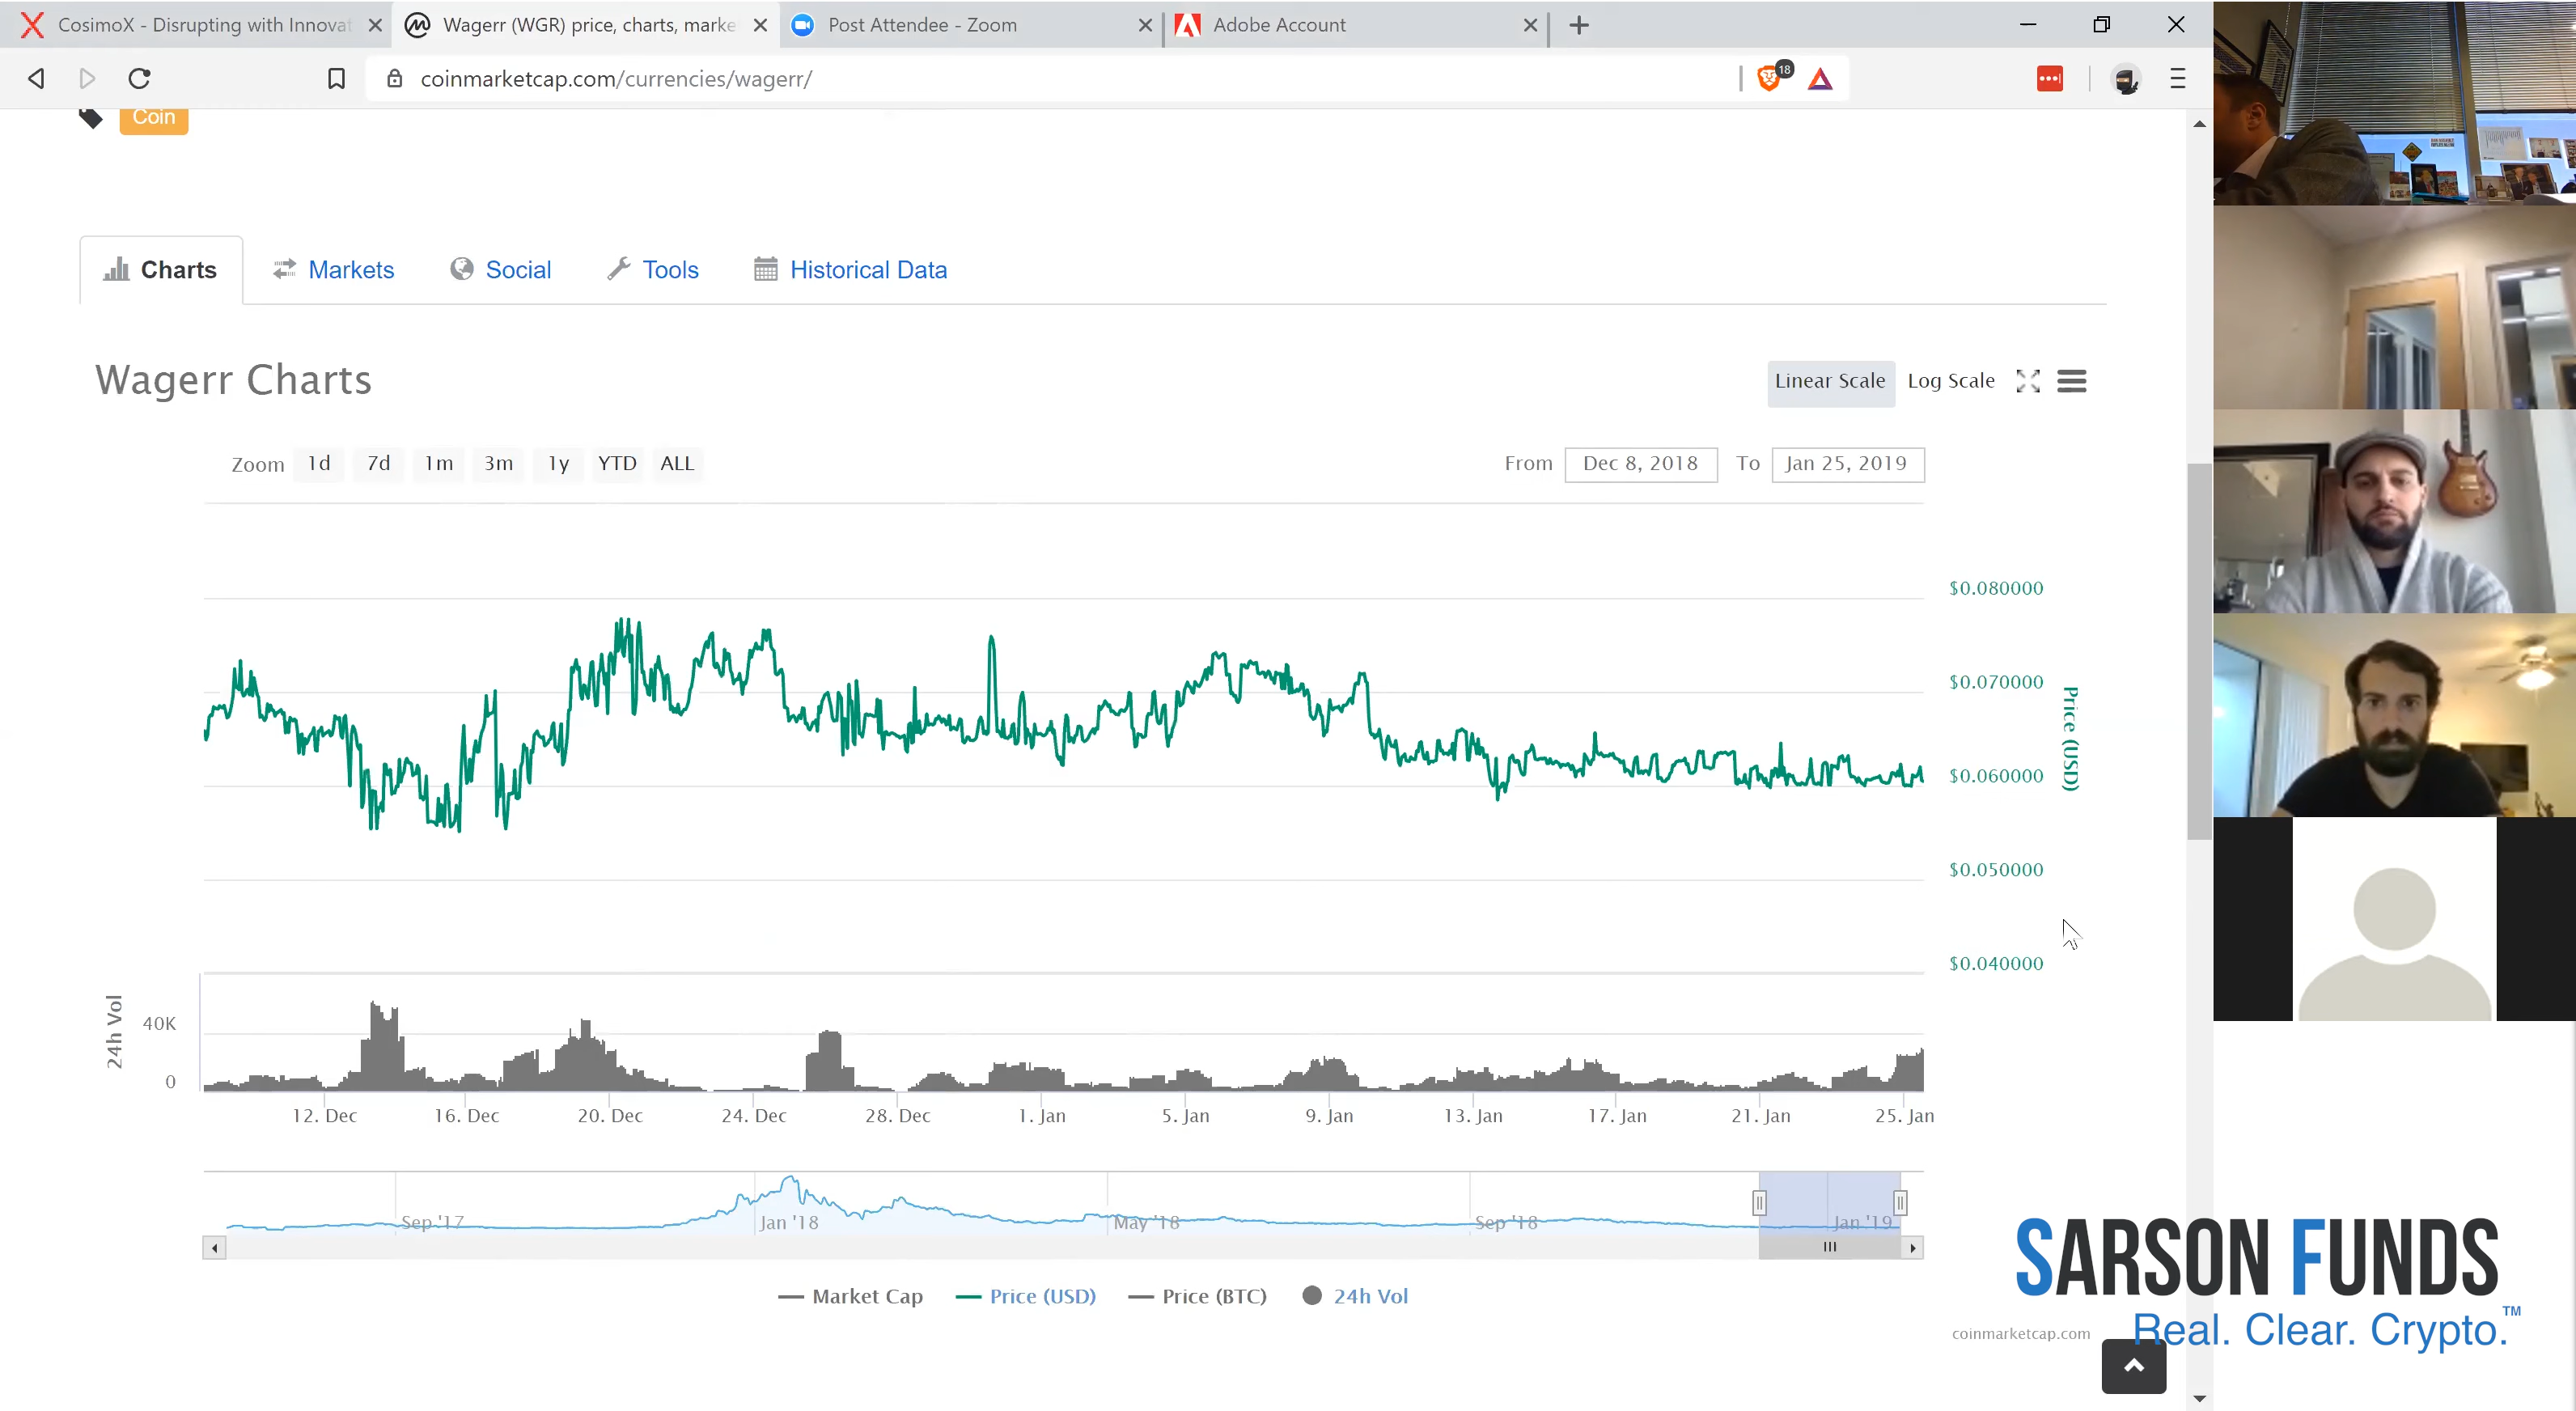 CosimoX - Disrupting with Innovat
Wagerr (WGR) price, charts, marke
Post Attendee - Zoom
Adobe Account
coinmarketcap.com/currencies/wagerr/
18
Coin
Charts
Markets
Social
Tools
Historical Data
Wagerr Charts
Linear Scale
Log Scale
Zoom 1d 7d 1m 3m 1y YTD ALL
From Dec 8, 2018 To Jan 25, 2019
$0.080000
$0.070000
$0.060000
$0.050000
$0.040000
Price (USD)
24h Vol
40K
0
12. Dec 16. Dec 20. Dec 24. Dec 28. Dec 1. Jan 5. Jan 9. Jan 13. Jan 17. Jan 21. Jan 25. Jan
Sep '17 Jan '18 May '18 Sep '18 Jan '19
Market Cap Price (USD) Price (BTC) 24h Vol
SARSON FUNDS
Real. Clear. Crypto.™
coinmarketcap.com